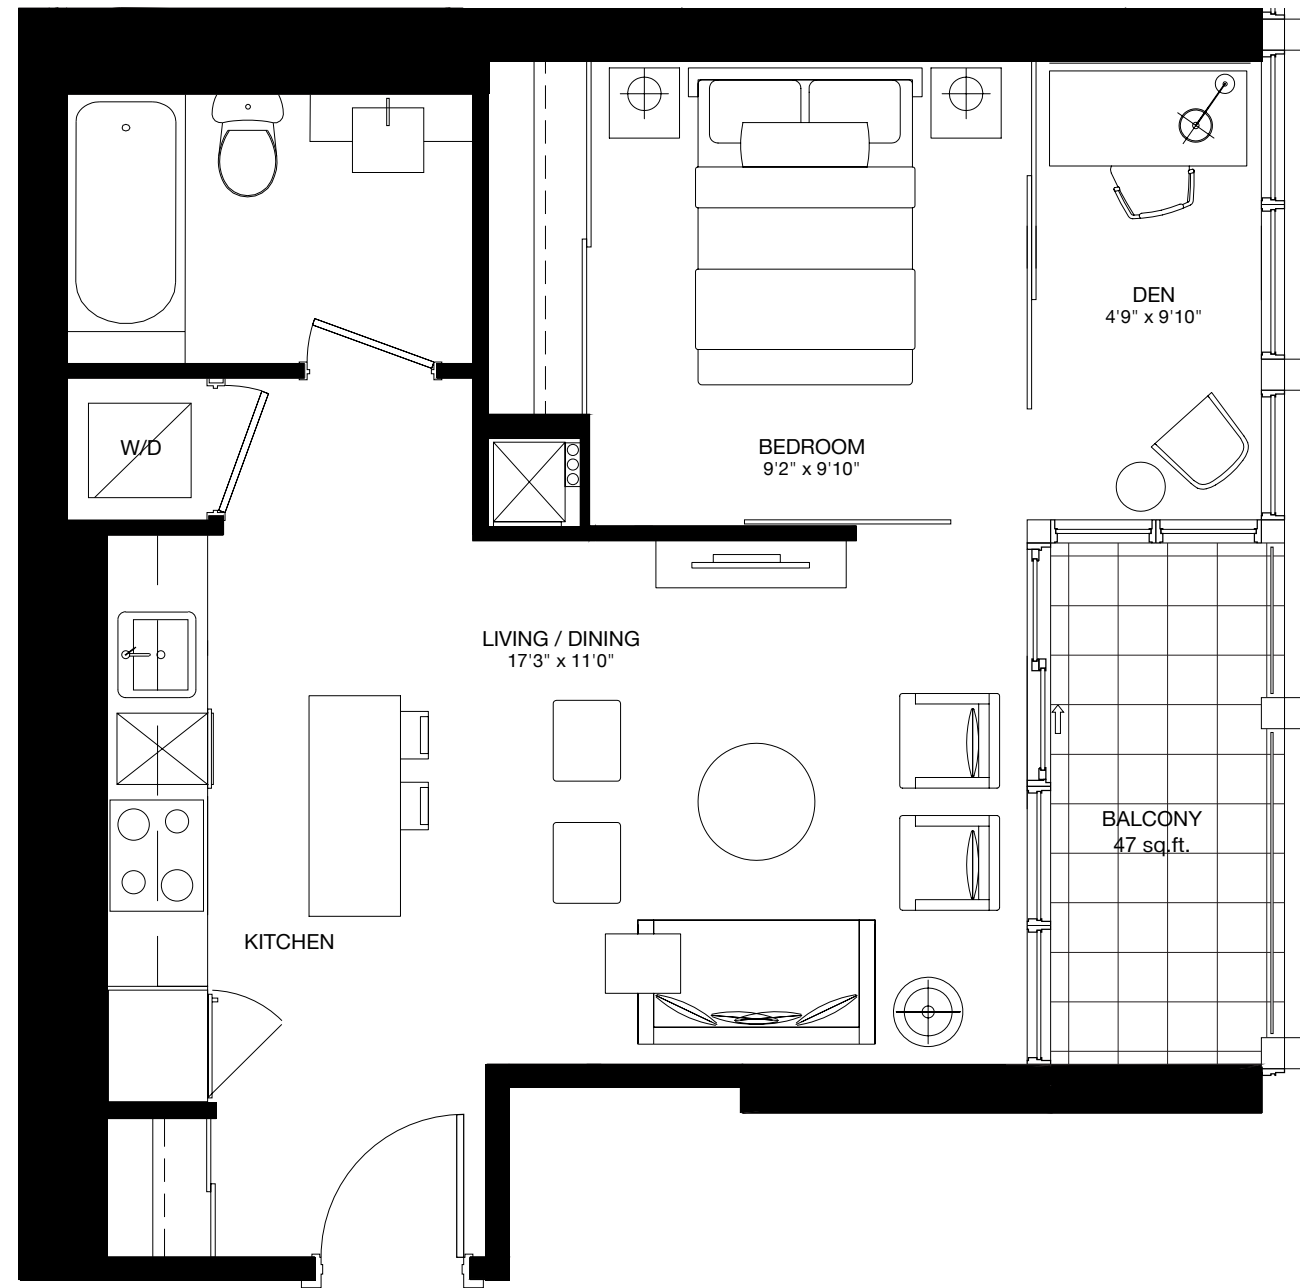 DEN
4'9" x 9'10"
W/D
BEDROOM
9'2" x 9'10"
LIVING / DINING
17'3" x 11'0"
BALCONY
47 sq.ft.
KITCHEN